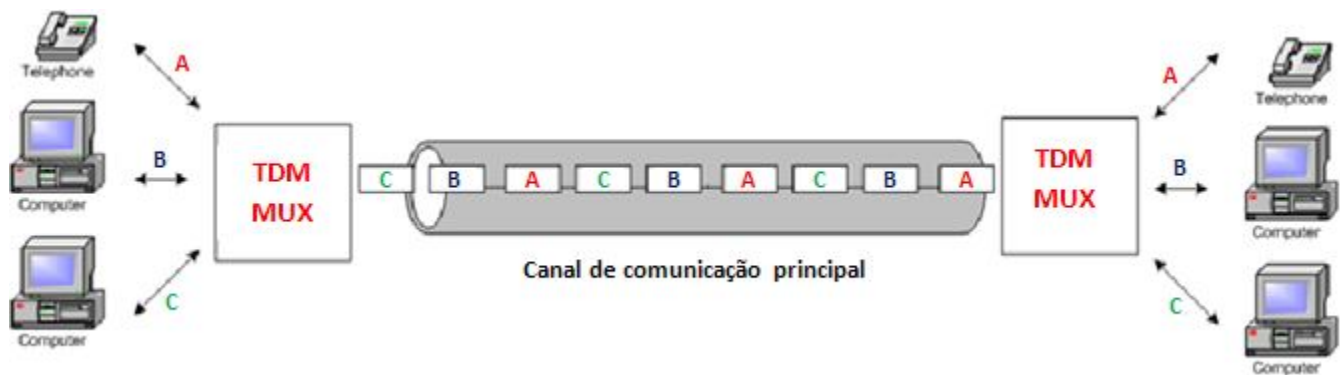 Telephone
A
Computer
B
Computer
C
TDM
MUX
C B A C B A C B A
Canal de comunicação principal
TDM
MUX
A
Telephone
B
Computer
C
Computer